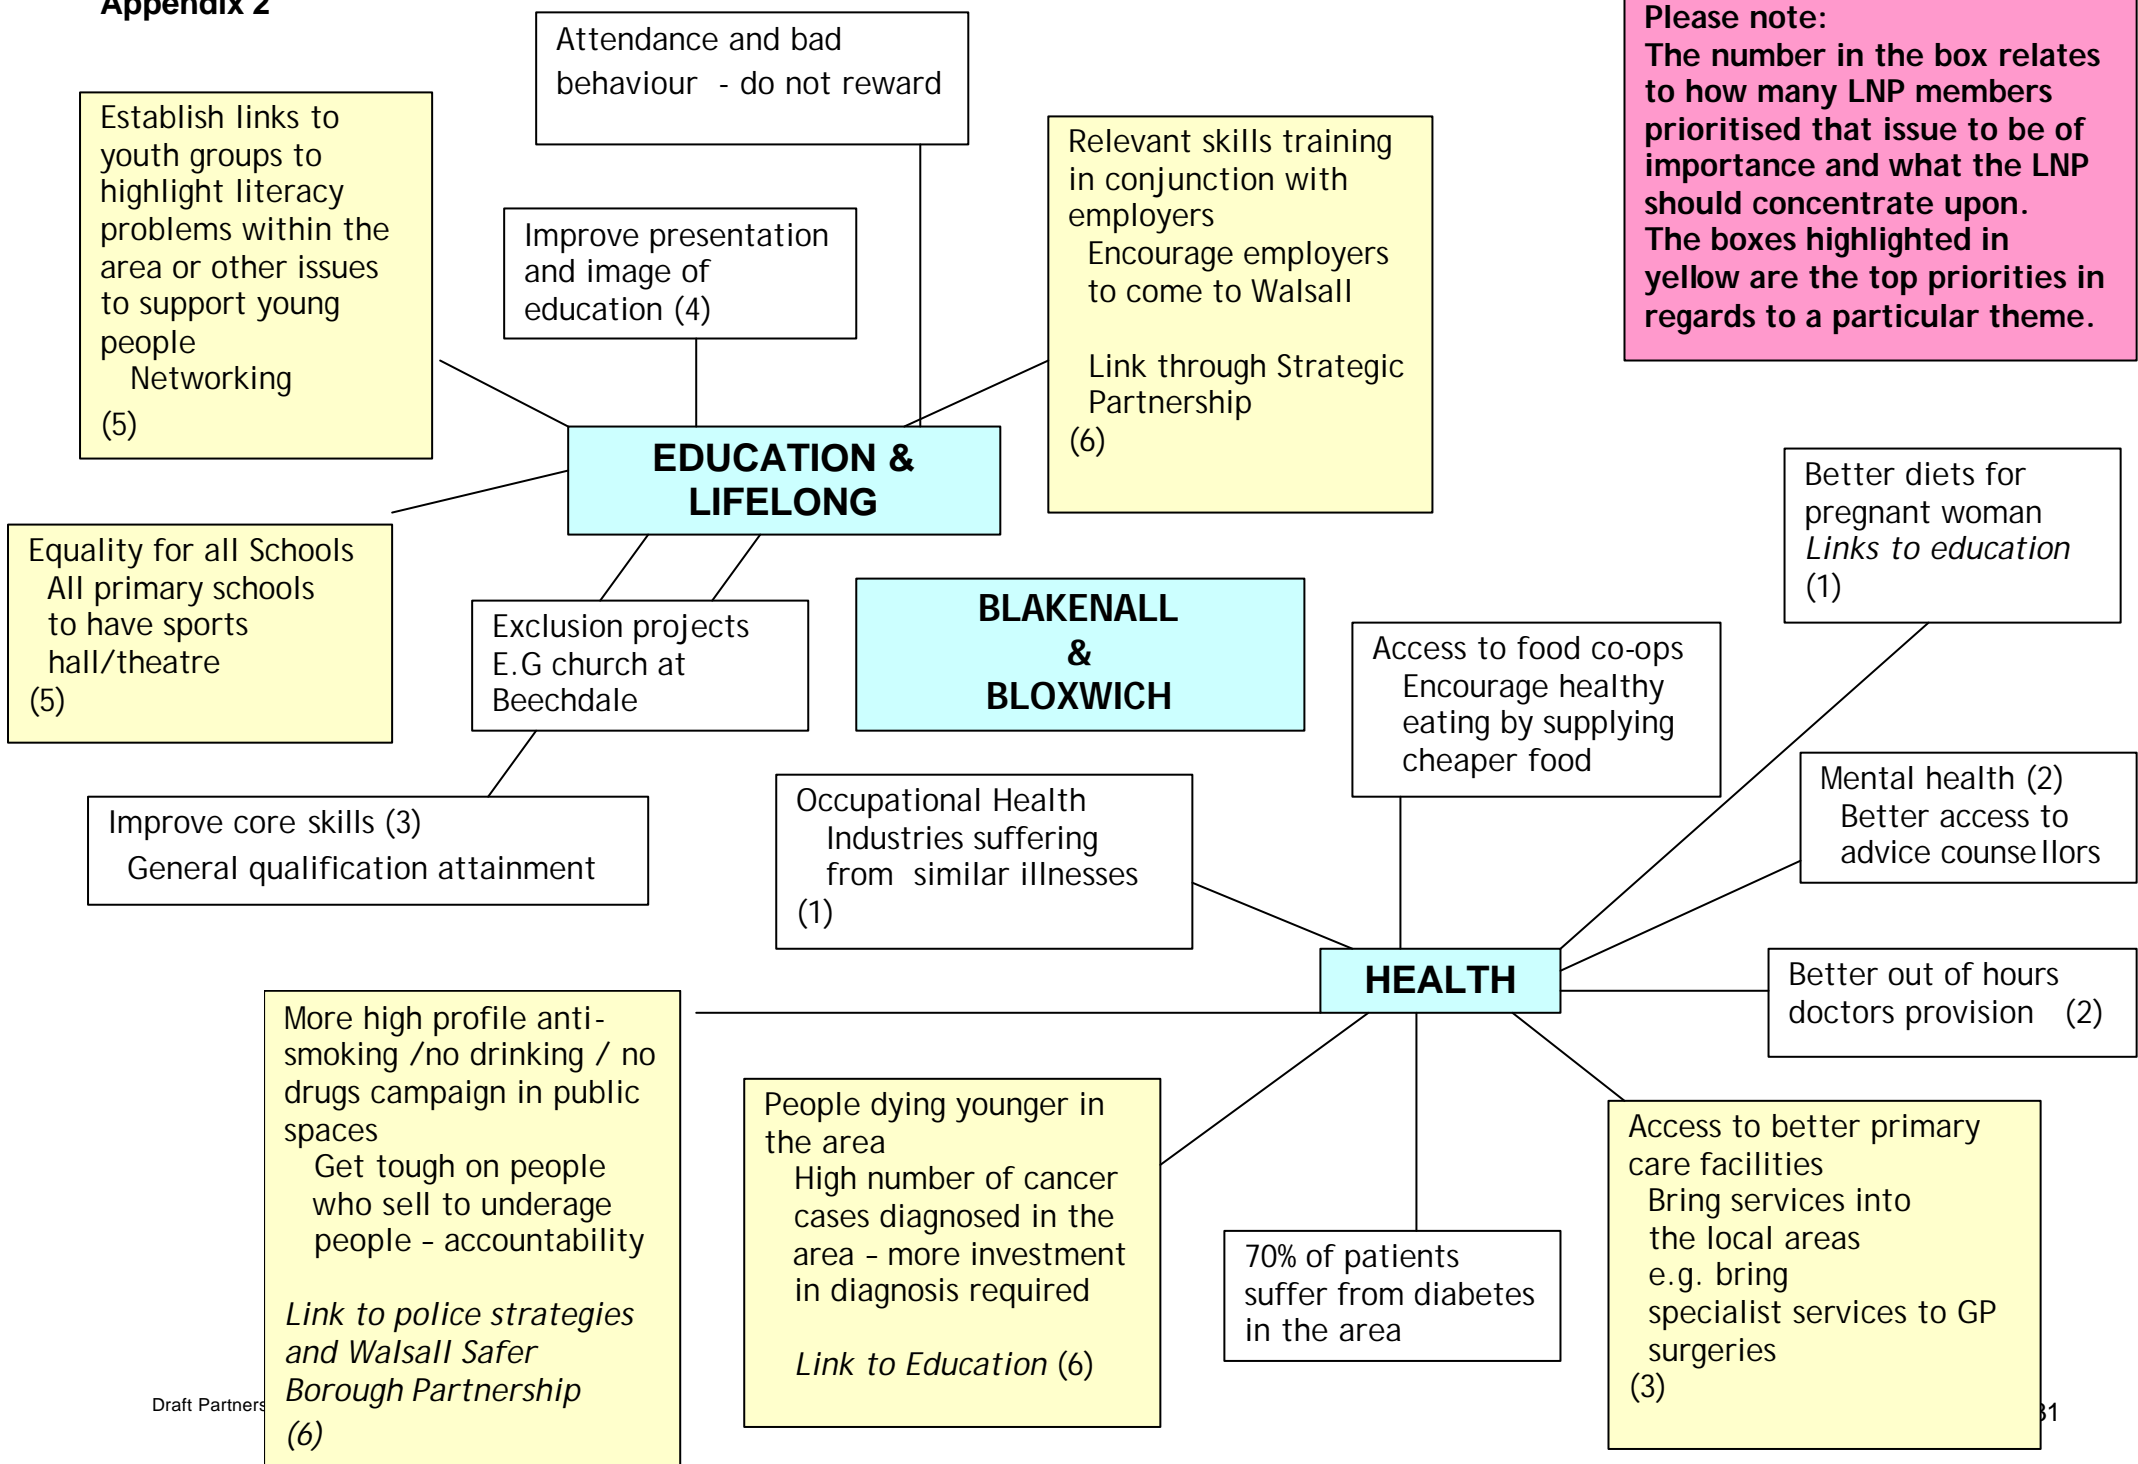 Appendix 2
Attendance and bad
behaviour - do not reward
Please note:
The number in the box relates
to how many LNP members
prioritised that issue to be of
importance and what the LNP
should concentrate upon.
The boxes highlighted in
yellow are the top priorities in
regards to a particular theme.
Establish links to
youth groups to
highlight literacy
problems within the
area or other issues
to support young
people
Networking
(5)
Improve presentation
and image of
education (4)
Relevant skills training
in conjunction with
employers
Encourage employers
to come to Walsall
Link through Strategic
Partnership
(6)
EDUCATION &
LIFELONG
Equality for all Schools
All primary schools
to have sports
hall/theatre
(5)
Exclusion projects
E.G church at
Beechdale
BLAKENALL
&
BLOXWICH
Improve core skills (3)
General qualification attainment
Better diets for
pregnant woman
Links to education
(1)
Access to food co-ops
Encourage healthy
eating by supplying
cheaper food
Mental health (2)
Better access to
advice counsellors
Occupational Health
Industries suffering
from similar illnesses
(1)
HEALTH
Better out of hours
doctors provision (2)
More high profile anti-
smoking /no drinking / no
drugs campaign in public
spaces
Get tough on people
who sell to underage
people – accountability
Link to police strategies
and Walsall Safer
Borough Partnership
(6)
People dying younger in
the area
High number of cancer
cases diagnosed in the
area – more investment
in diagnosis required
Link to Education (6)
70% of patients
suffer from diabetes
in the area
Access to better primary
care facilities
Bring services into
the local areas
e.g. bring
specialist services to GP
surgeries
(3)
Draft Partners
31